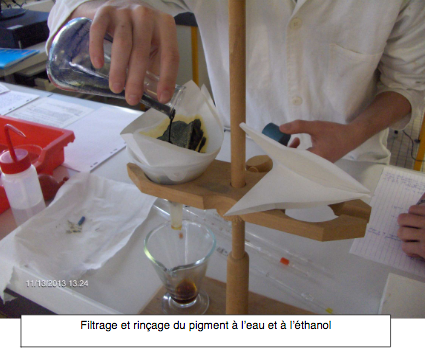 11/13/2013 13:24
Filtrage et rinçage du pigment à l'eau et à l'éthanol